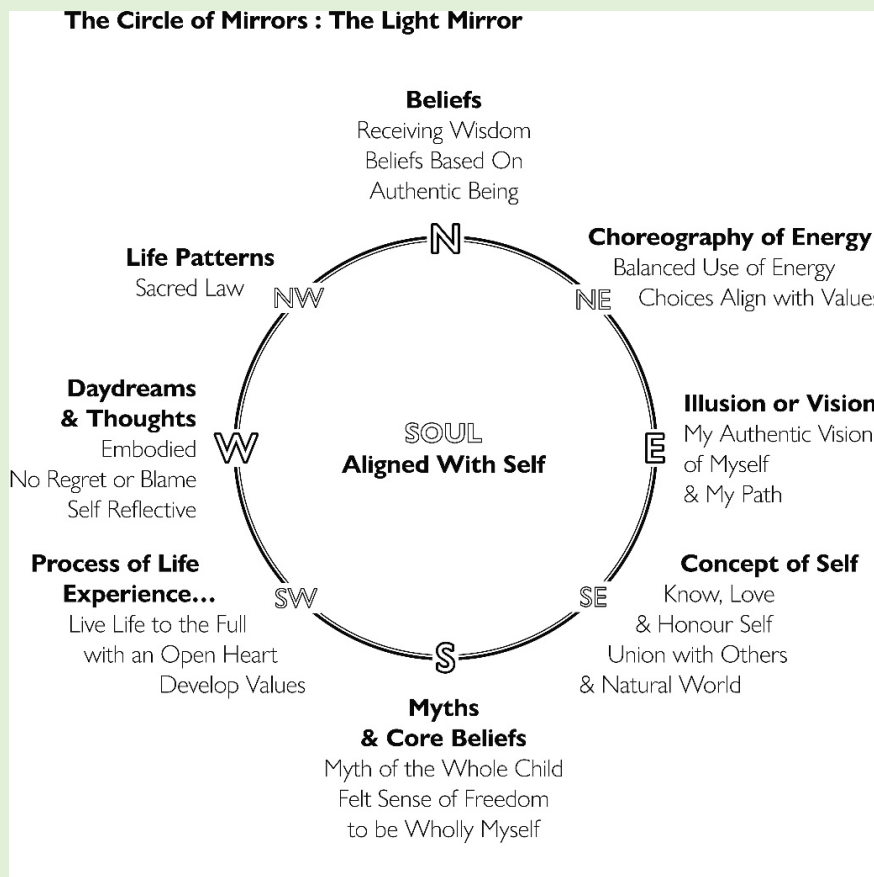 The Circle of Mirrors : The Light Mirror
Beliefs
Receiving Wisdom
Beliefs Based On
Authentic Being
N
Choreography of Energy
Balanced Use of Energy
Choices Align with Values
NE
Life Patterns
Sacred Law
NW
Daydreams
& Thoughts
Embodied
No Regret or Blame
Self Reflective
W
SOUL
Aligned With Self
E
Illusion or Vision
My Authentic Vision
of Myself
& My Path
Process of Life
Experience...
Live Life to the Full
with an Open Heart
Develop Values
SW
SE
Concept of Self
Know, Love
& Honour Self
Union with Others
& Natural World
S
Myths
& Core Beliefs
Myth of the Whole Child
Felt Sense of Freedom
to be Wholly Myself